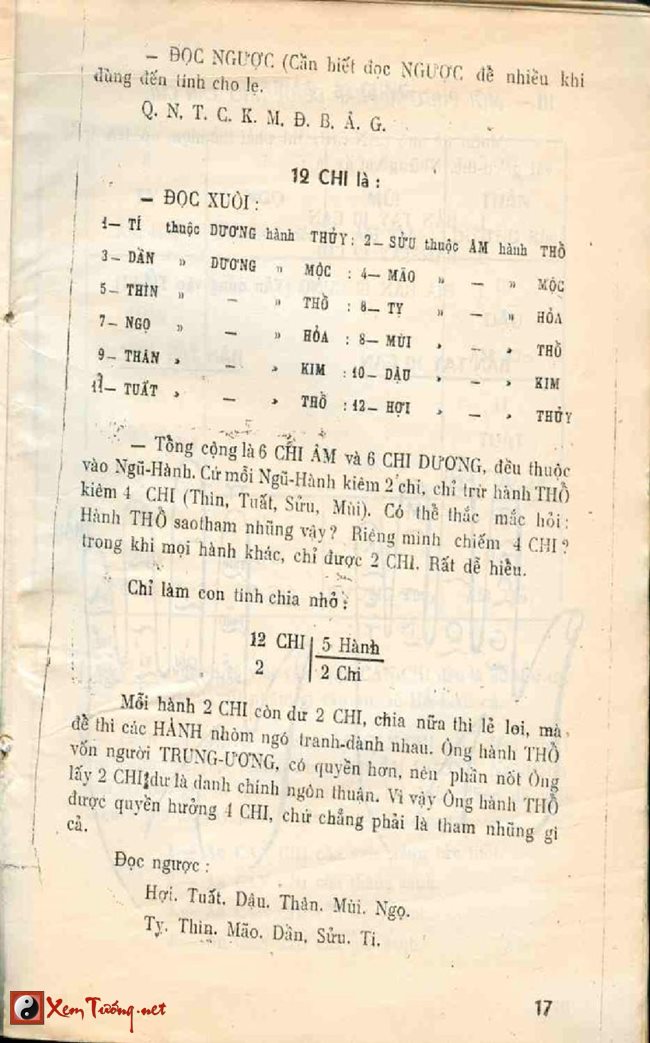 — ĐỌC NGƯỢC (Cần biết đọc NGƯỢC để nhiều khi
dùng đến tính cho lẹ.
Q. N. T. C. K. M. Đ. B. Ấ. G.
12 CHI là :
— ĐỌC XUÔI :
1— TÍ thuộc DƯƠNG hành THỦY : 2— SỬU thuộc ÂM hành THỔ
3— DẦN » DƯƠNG » MỘC : 4— MÃO » — » MỘC
5— THÌN » — » THỔ : 8— TỴ » — » HỎA
7— NGỌ » — » HỎA : 8— MÙI » — » THỔ
9— THÂN » — » KIM : 10— DẬU » — » KIM
11— TUẤT » — » THỔ : 12— HỢI » — » THỦY
— Tổng cộng là 6 CHI ÂM và 6 CHI DƯƠNG, đều thuộc
vào Ngũ-Hành. Cứ mỗi Ngũ-Hành kiêm 2 chi, chỉ trừ hành THỔ
kiêm 4 CHI (Thìn, Tuất, Sửu, Mùi). Có thể thắc mắc hỏi :
Hành THỔ saotham nhũng vậy ? Riêng mình chiếm 4 CHI ?
trong khi mọi hành khác, chỉ được 2 CHI. Rất dễ hiểu.
Chỉ làm con tính chia nhỏ :
12 CHI | 5 Hành
2 | 2 Chi
Mỗi hành 2 CHI còn dư 2 CHI, chia nữa thì lẻ loi, mà
để thì các HÀNH nhòm ngó tranh-dành nhau. Ông hành THỔ
vốn người TRUNG-ƯƠNG, có quyền hơn, nên phần nốt Ông
lấy 2 CHI dư là danh chính ngôn thuận. Vì vậy Ông hành THỔ
được quyền hưởng 4 CHI, chứ chẳng phải là tham nhũng gì
cả.
Đọc ngược :
Hợi. Tuất. Dậu. Thân. Mùi. Ngọ.
Tỵ. Thìn. Mão. Dần, Sửu. Tí.
XemTướng.net
17